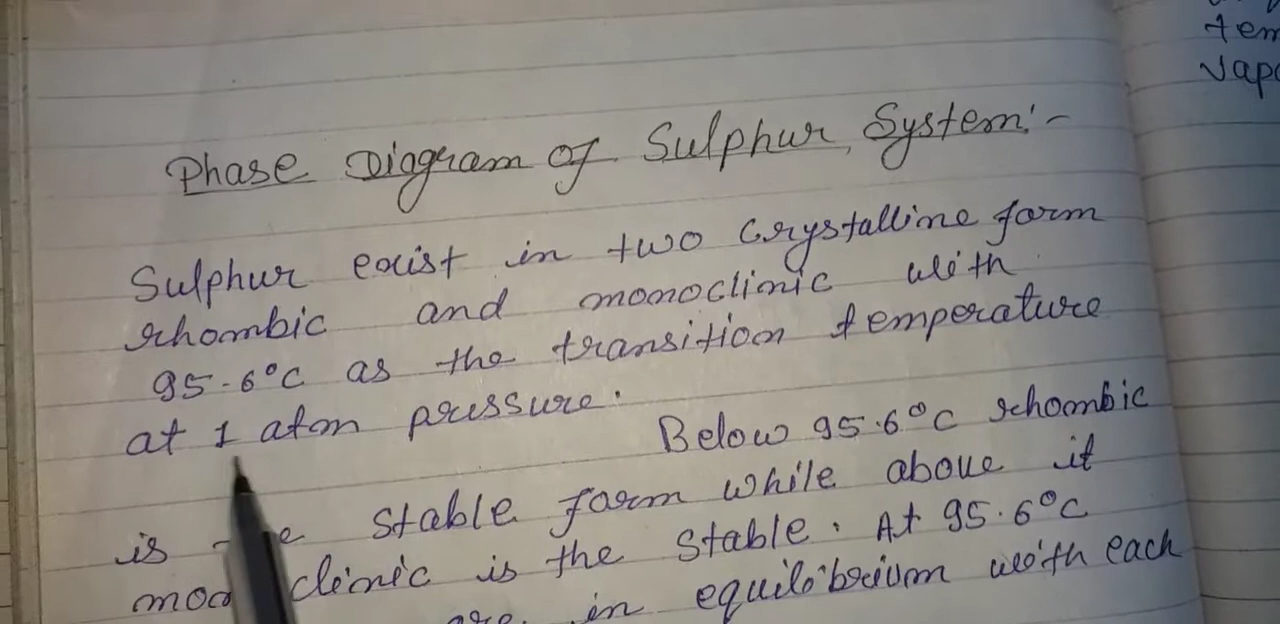 Phase Diagram of Sulphur System:-
Sulphur exist in two Crystalline form
rhombic and monoclinic with
95.6°C as the transition temperature
at 1 atm pressure.
Below 95.6°C rhombic
is stable form while above it
clinic is the stable. At 95.6°C
are in equilibrium with each
tem
vap